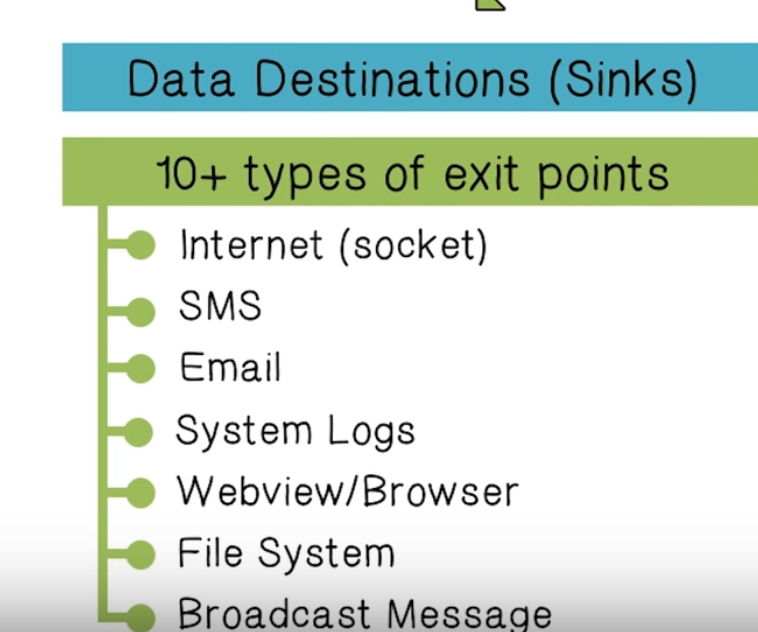 Data Destinations (Sinks)
10+ types of exit points
Internet (socket)
SMS
Email
System Logs
Webview/Browser
File System
Broadcast Message